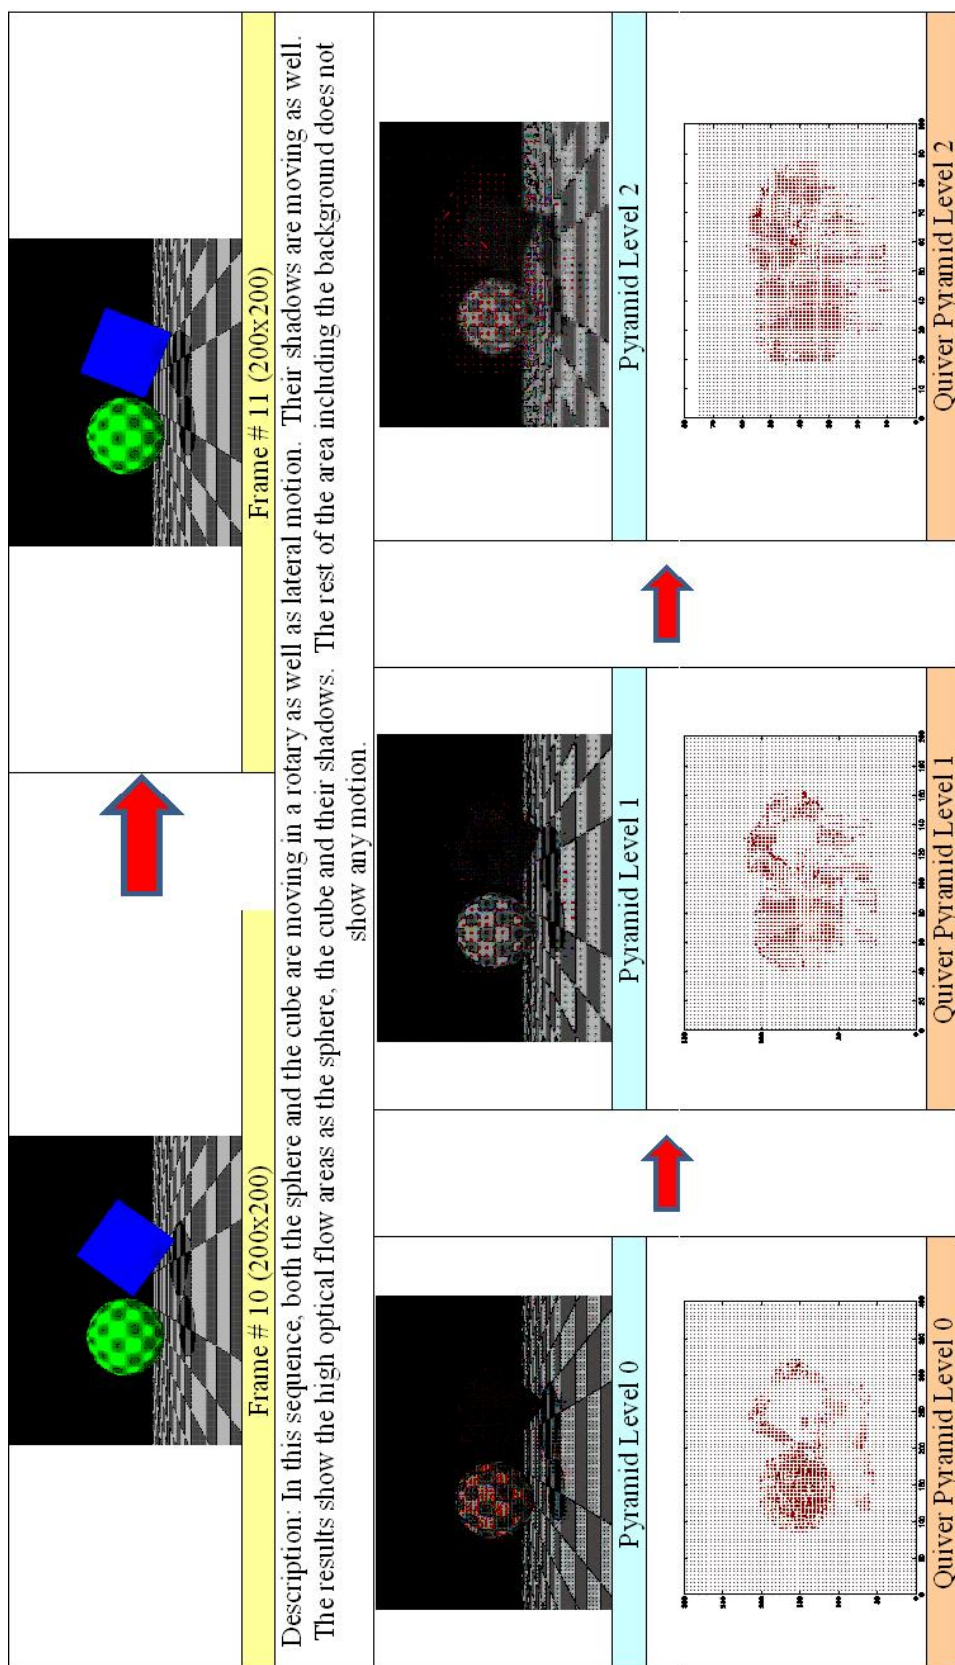 Frame # 10 (200x200)
Frame # 11 (200x200)
Description: In this sequence, both the sphere and the cube are moving in a rotary as well as lateral motion. Their shadows are moving as well.
The results show the high optical flow areas as the sphere, the cube and their shadows. The rest of the area including the background does not
show any motion.
Pyramid Level 0
Pyramid Level 1
Pyramid Level 2
Quiver Pyramid Level 0
Quiver Pyramid Level 1
Quiver Pyramid Level 2